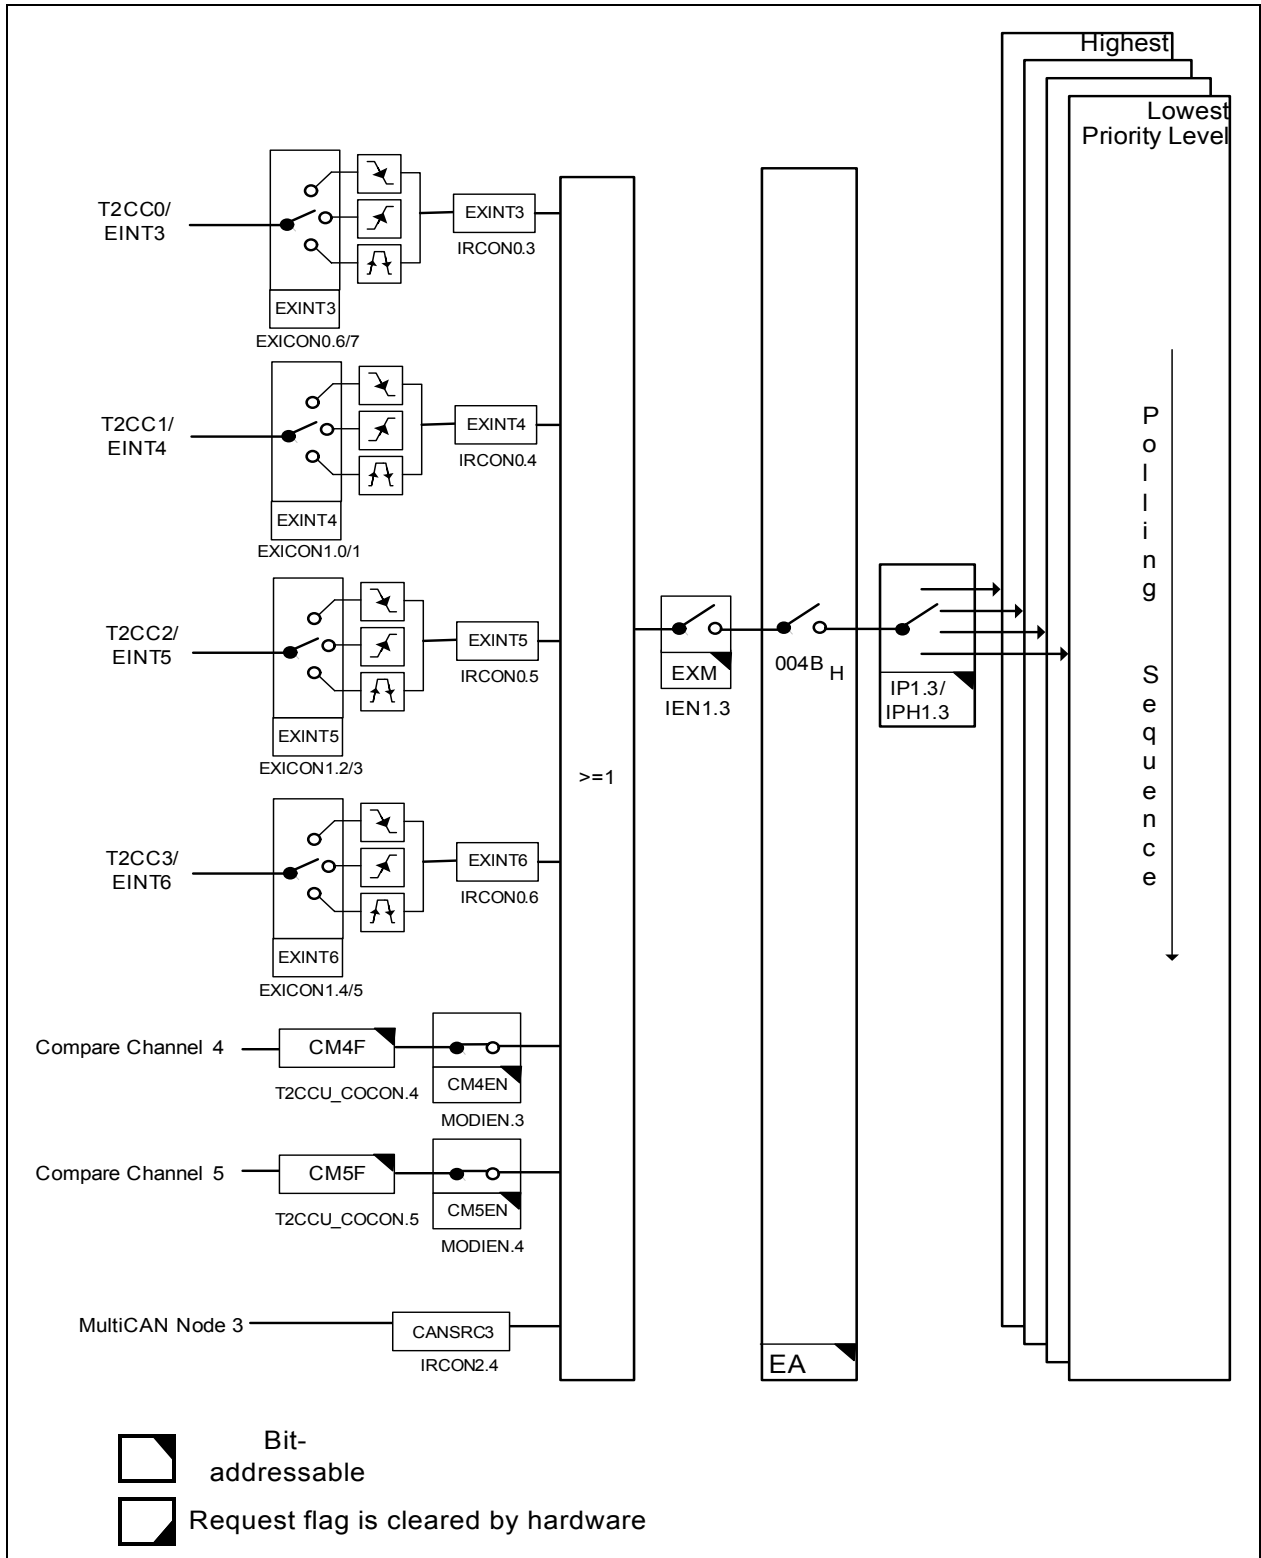 Highest
Lowest
Priority Level
T2CC0/
EINT3
EXINT3
IRCON0.3
EXINT3
EXICON0.6/7
T2CC1/
EINT4
EXINT4
IRCON0.4
EXINT4
EXICON1.0/1
T2CC2/
EINT5
EXINT5
IRCON0.5
EXINT5
EXICON1.2/3
T2CC3/
EINT6
EXINT6
IRCON0.6
EXINT6
EXICON1.4/5
Compare Channel 4
CM4F
T2CCU_COCON.4
CM4EN
MODIEN.3
Compare Channel 5
CM5F
T2CCU_COCON.5
CM5EN
MODIEN.4
MultiCAN Node 3
CANSRC3
IRCON2.4
>=1
EXM
IEN1.3
004B H
EA
IP1.3/
IPH1.3
Polling Sequence
Bit-
addressable
Request flag is cleared by hardware